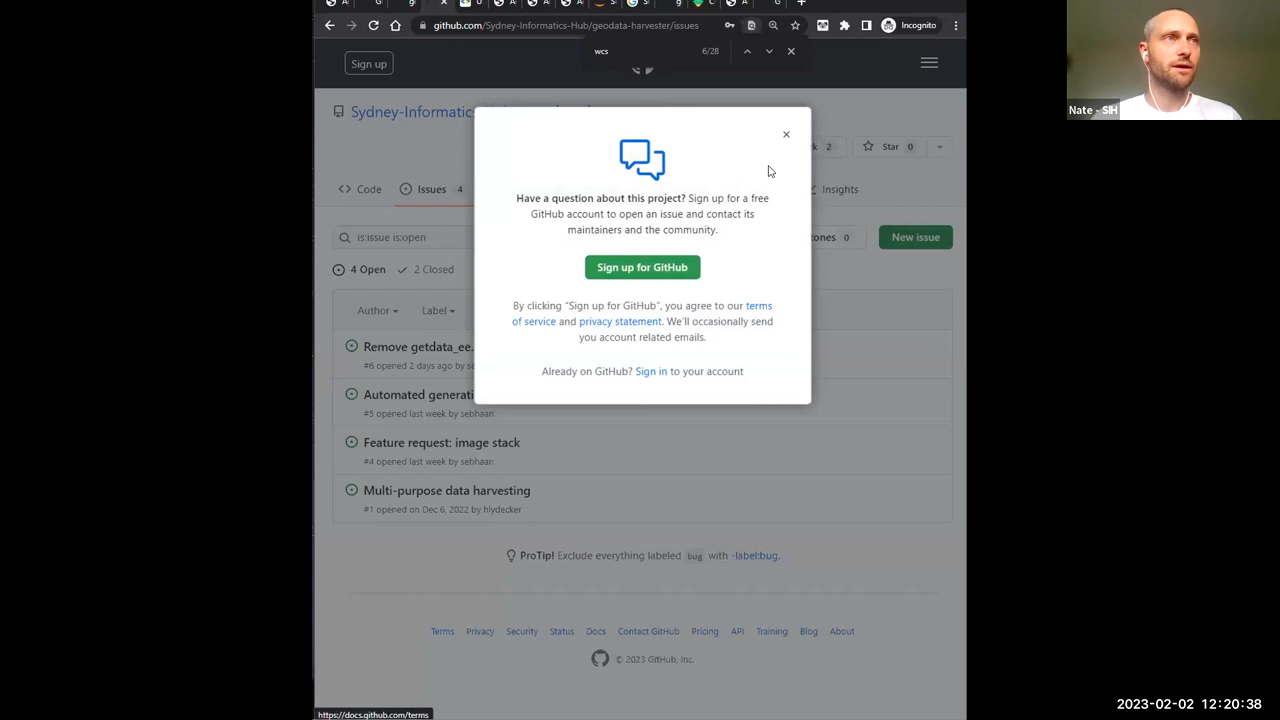 github.com/Sydney-Informatics-Hub/geodata-harvester/issues
Incognito
wcs 6/28
Sign up
Sydney-Informatics
2
Star 0
Code
Issues 4
Insights
is:issue is:open
0
New issue
4 Open
2 Closed
Author
Label
Remove getdata_ee.
#6 opened 2 days ago by sebhaan
Automated generati
#5 opened last week by sebhaan
Feature request: image stack
#4 opened last week by sebhaan
Multi-purpose data harvesting
#1 opened on Dec 6, 2022 by hlydecker
Have a question about this project? Sign up for a free
GitHub account to open an issue and contact its
maintainers and the community.
Sign up for GitHub
By clicking “Sign up for GitHub”, you agree to our terms
of service and privacy statement. We’ll occasionally send
you account related emails.
Already on GitHub? Sign in to your account
ProTip! Exclude everything labeled bug with -label:bug.
Terms Privacy Security Status Docs Contact GitHub Pricing API Training Blog About
© 2023 GitHub, Inc.
https://docs.github.com/terms
Nate - SIH
2023-02-02 12:20:38